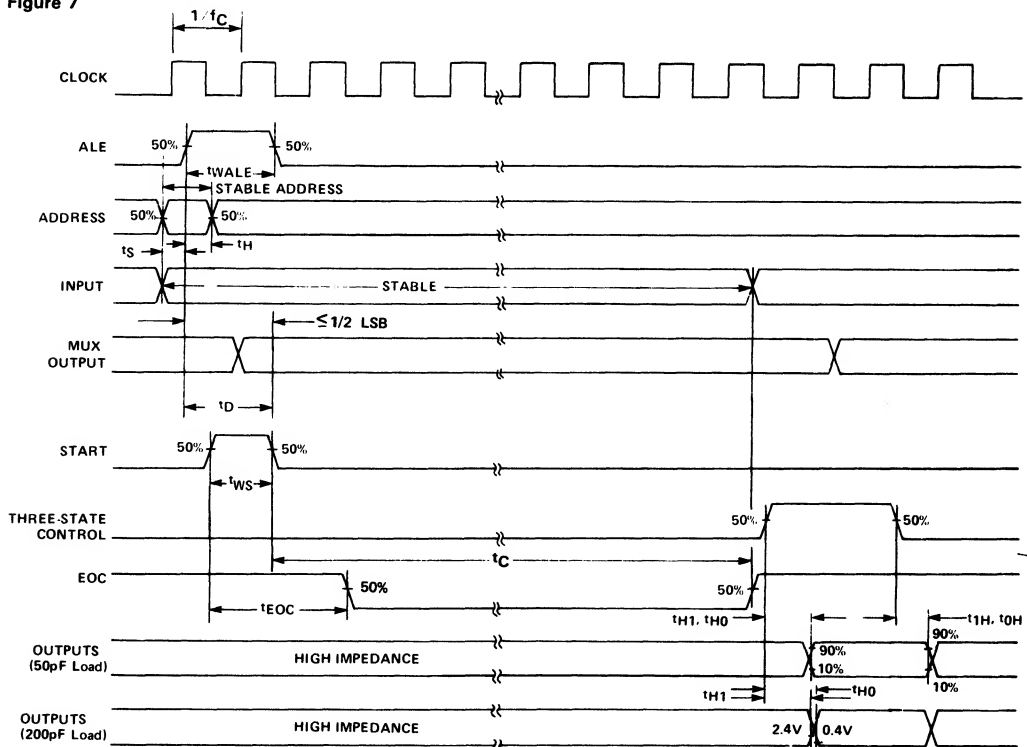 Figure 7
1/fC
CLOCK
ALE
50%
50%
tWALE
STABLE ADDRESS
ADDRESS
50%
50%
tS
tH
INPUT
STABLE
≤1/2 LSB
MUX
OUTPUT
tD
START
50%
50%
tWS
THREE-STATE
CONTROL
50%
50%
tC
EOC
50%
50%
tEOC
tH1, tH0
t1H, t0H
OUTPUTS
(50pF Load)
HIGH IMPEDANCE
90%
10%
90%
10%
tH1
tH0
OUTPUTS
(200pF Load)
HIGH IMPEDANCE
2.4V
0.4V